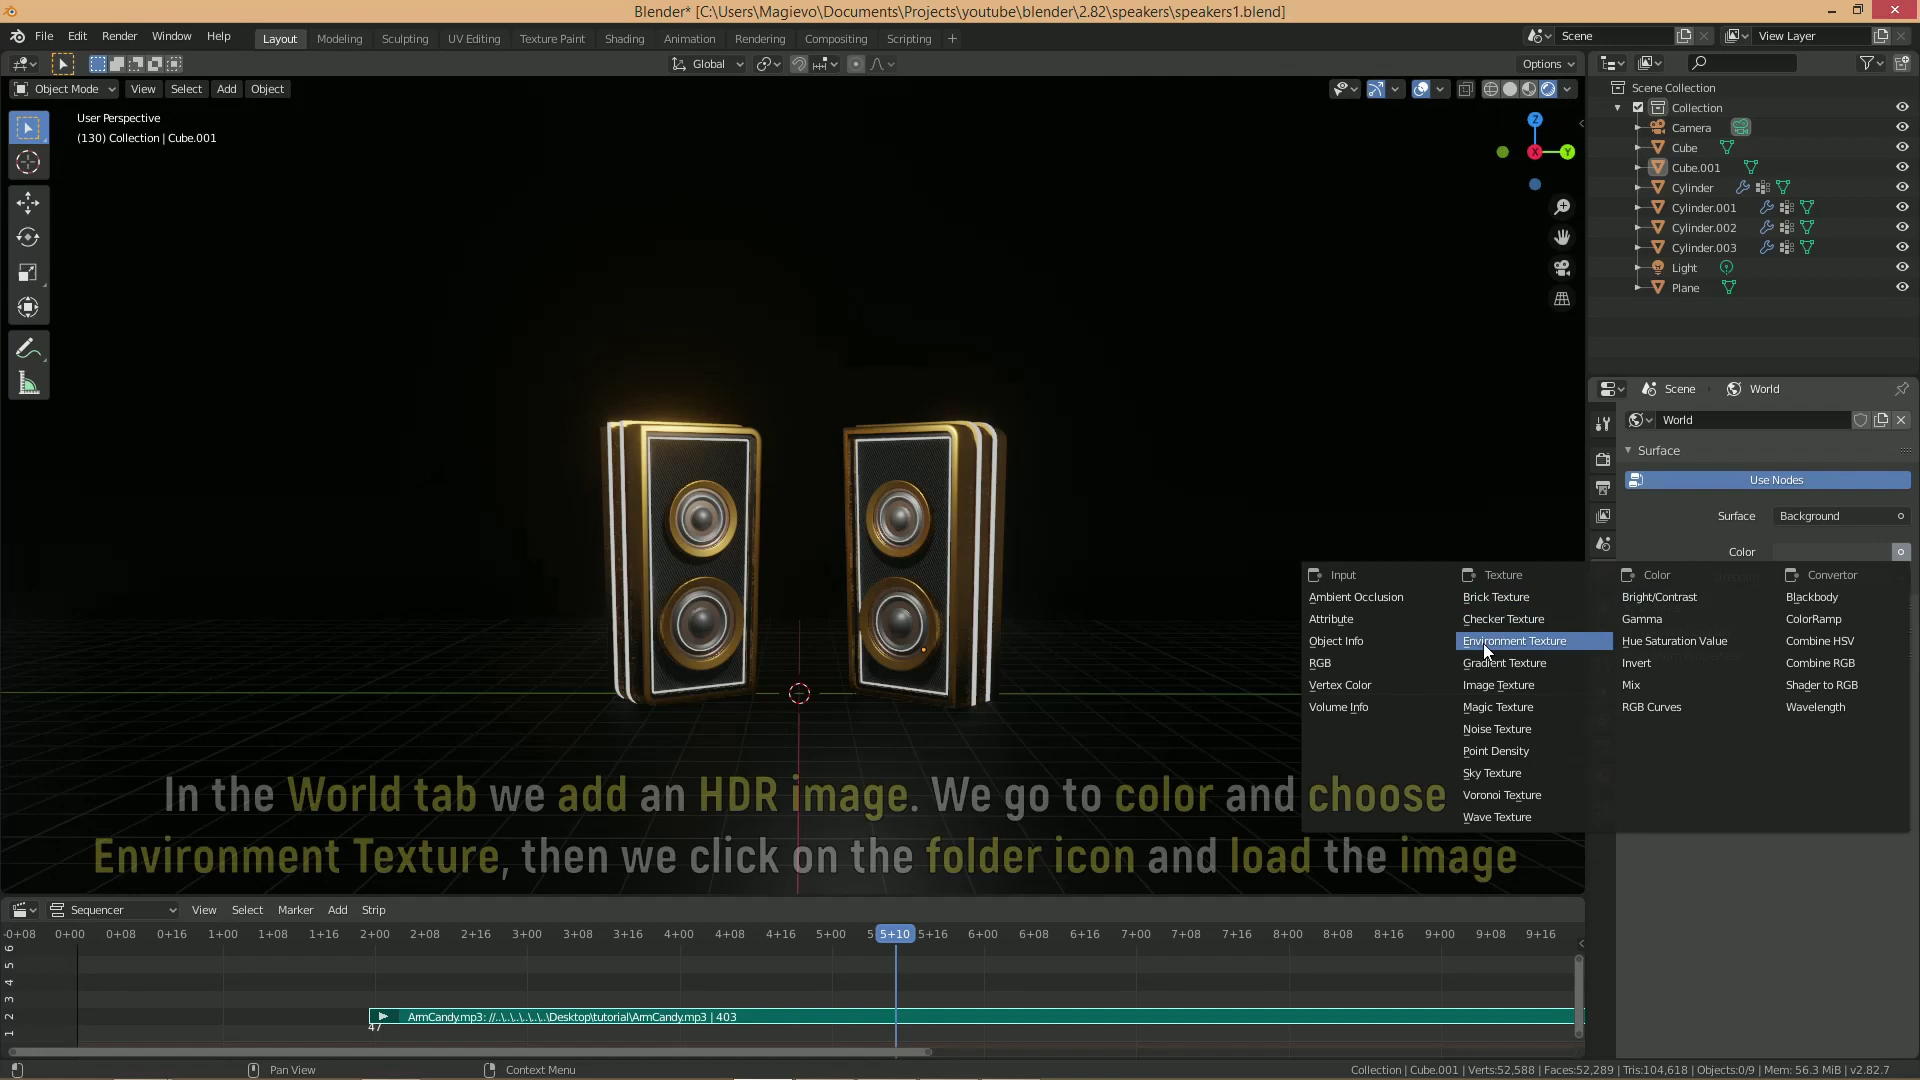 Blender* [C:\Users\Magievo\Documents\Projects\youtube\blender\2.82\speakers\speakers1.blend]
File Edit Render Window Help Layout Modeling Sculpting UV Editing Texture Paint Shading Animation Rendering Compositing Scripting + Scene View Layer
Global Options
Object Mode View Select Add Object
User Perspective
(130) Collection | Cube.001
Z
X
Y
Scene Collection
Collection
Camera
Cube
Cube.001
Cylinder
Cylinder.001
Cylinder.002
Cylinder.003
Light
Plane
Scene World
World
Surface
Use Nodes
Surface Background
Color
Input Texture Color Convertor
Ambient Occlusion Brick Texture Bright/Contrast Blackbody
Attribute Checker Texture Gamma ColorRamp
Object Info Environment Texture Hue Saturation Value Combine HSV
RGB Gradient Texture Invert Combine RGB
Vertex Color Image Texture Mix Shader to RGB
Volume Info Magic Texture RGB Curves Wavelength
Noise Texture
Point Density
Sky Texture
Voronoi Texture
Wave Texture
In the World tab we add an HDR image. We go to color and choose
Environment Texture, then we click on the folder icon and load the image
Sequencer View Select Marker Add Strip
-0+08 0+00 0+08 0+16 1+00 1+08 1+16 2+00 2+08 2+16 3+00 3+08 3+16 4+00 4+08 4+16 5+00 5 5+10 5+16 6+00 6+08 6+16 7+00 7+08 7+16 8+00 8+08 8+16 9+00 9+08 9+16
6
5
4
3
2
1
ArmCandy.mp3: //..\..\..\..\..\..\Desktop\tutorial\ArmCandy.mp3 | 403
47
Pan View Context Menu Collection | Cube.001 | Verts:52,588 | Faces:52,289 | Tris:104,618 | Objects:0/9 | Mem: 56.3 MiB | v2.82.7